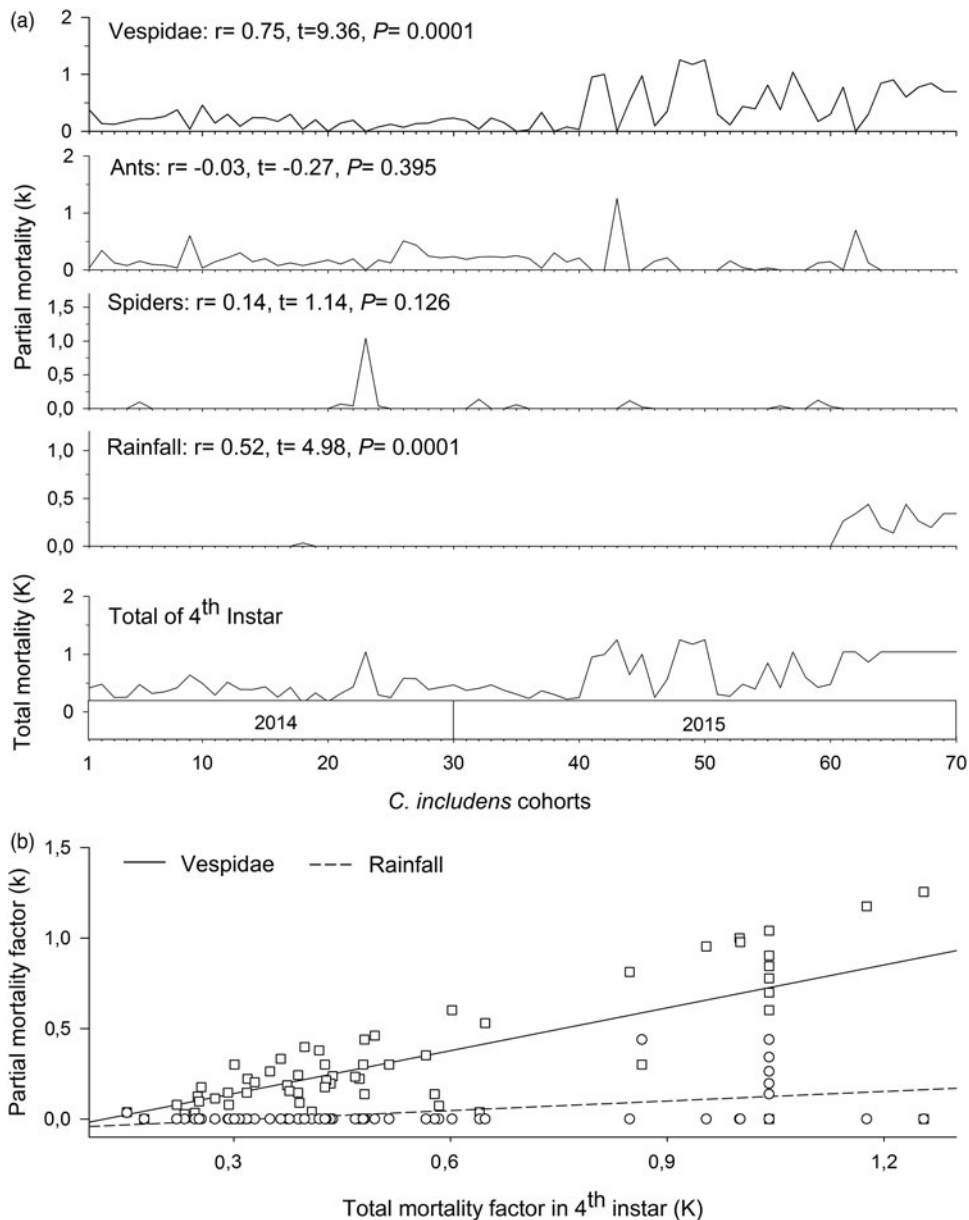 (a)
2
1
0
Vespidae: r= 0.75, t=9.36, P= 0.0001
2
1
0
Ants: r= -0.03, t= -0.27, P= 0.395
Partial mortality (k)
1,5
1,0
0,5
0,0
Spiders: r= 0.14, t= 1.14, P= 0.126
1,0
0,5
0,0
Rainfall: r= 0.52, t= 4.98, P= 0.0001
Total mortality (K)
2
1
0
Total of 4th Instar
2014 2015
1 10 20 30 40 50 60 70
C. includens cohorts
(b)
Partial mortality factor (k)
1,5
1,0
0,5
0,0
Vespidae Rainfall
0,3 0,6 0,9 1,2
Total mortality factor in 4th instar (K)